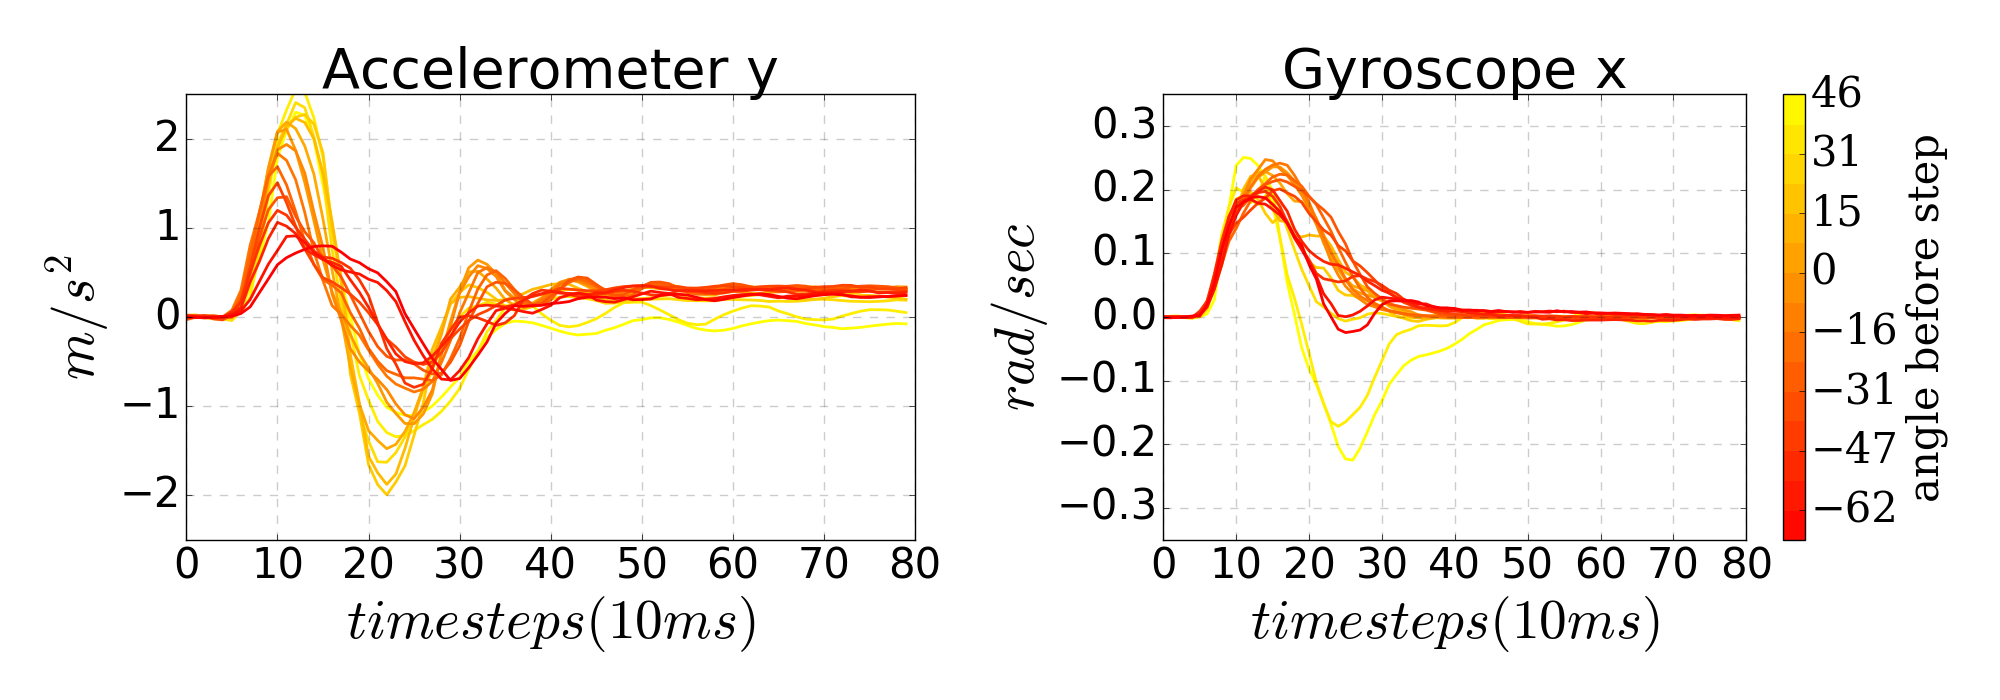 Accelerometer y
2
1
0
−1
−2
m/s²
0 10 20 30 40 50 60 70 80
timesteps(10ms)
Gyroscope x
0.3
0.2
0.1
0.0
−0.1
−0.2
−0.3
rad/sec
0 10 20 30 40 50 60 70 80
timesteps(10ms)
46
31
15
0
−16
−31
−47
−62
angle before step